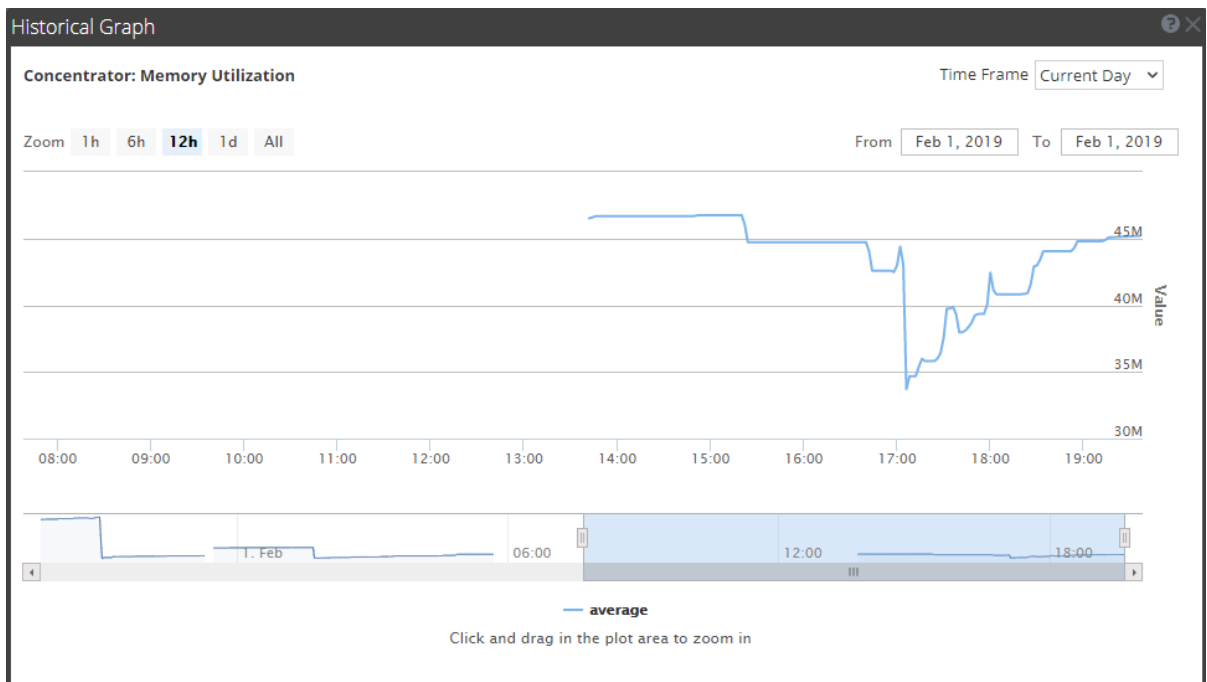 Historical Graph
Concentrator: Memory Utilization
Time Frame Current Day
Zoom 1h 6h 12h 1d All
From Feb 1, 2019 To Feb 1, 2019
45M
40M
Value
35M
30M
08:00 09:00 10:00 11:00 12:00 13:00 14:00 15:00 16:00 17:00 18:00 19:00
1. Feb 06:00 12:00 18:00
average
Click and drag in the plot area to zoom in